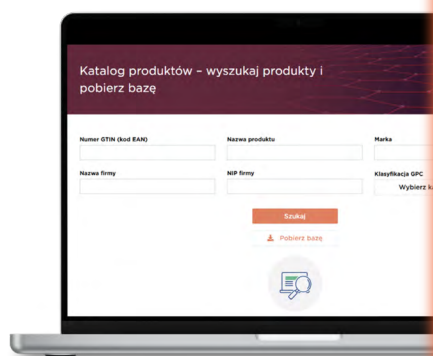 Katalog produktów – wyszukaj produkty i
pobierz bazę
Numer GTIN (kod EAN)
Nazwa produktu
Marka
Nazwa firmy
NIP firmy
Klasyfikacja GPC
Wybierz k
Szukaj
Pobierz bazę